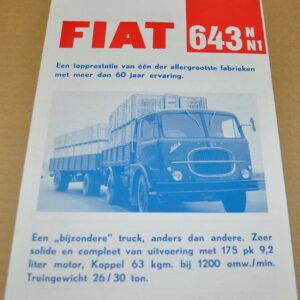 FIAT 643 N
N1
Een topprestatie van één der allergrootste fabrieken
met meer dan 60 jaar ervaring.
Een „bijzondere" truck, anders dan andere. Zeer
solide en compleet van uitvoering met 175 pk 9,2
liter motor, Koppel 63 kgm. bij 1200 omw./min.
Treingewicht 26/30 ton.